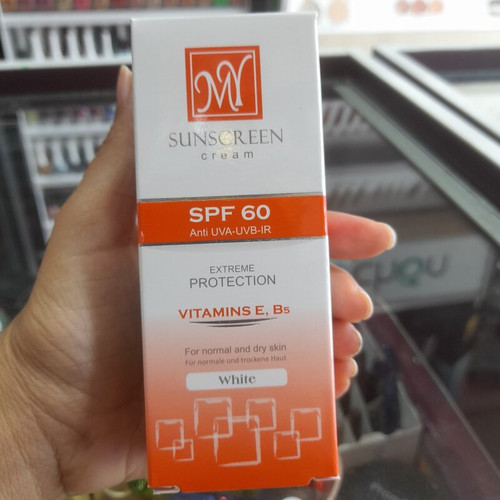 MY
SUNSCREEN
cream
SPF 60
Anti UVA-UVB-IR
EXTREME
PROTECTION
VITAMINS E, B5
For normal and dry skin
Für normale und trockene Haut
White